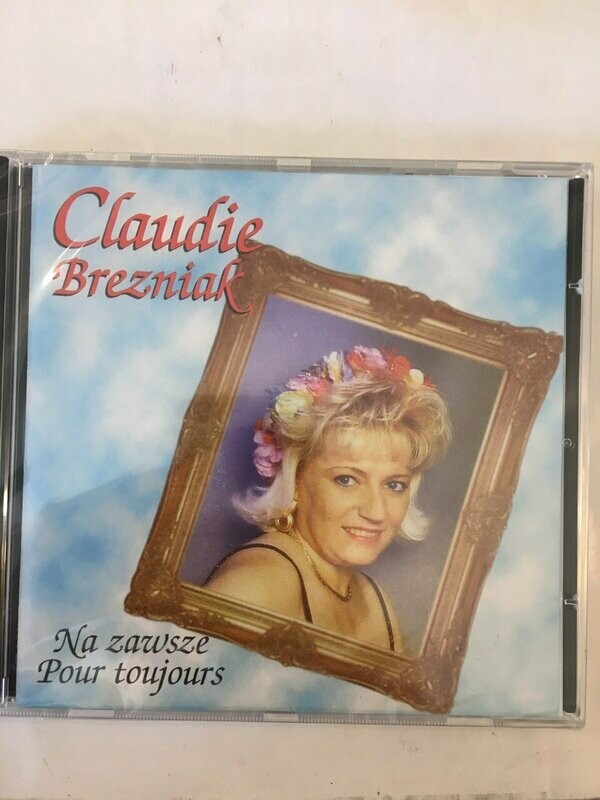 Claudie
Brezniak
Na zawsze
Pour toujours